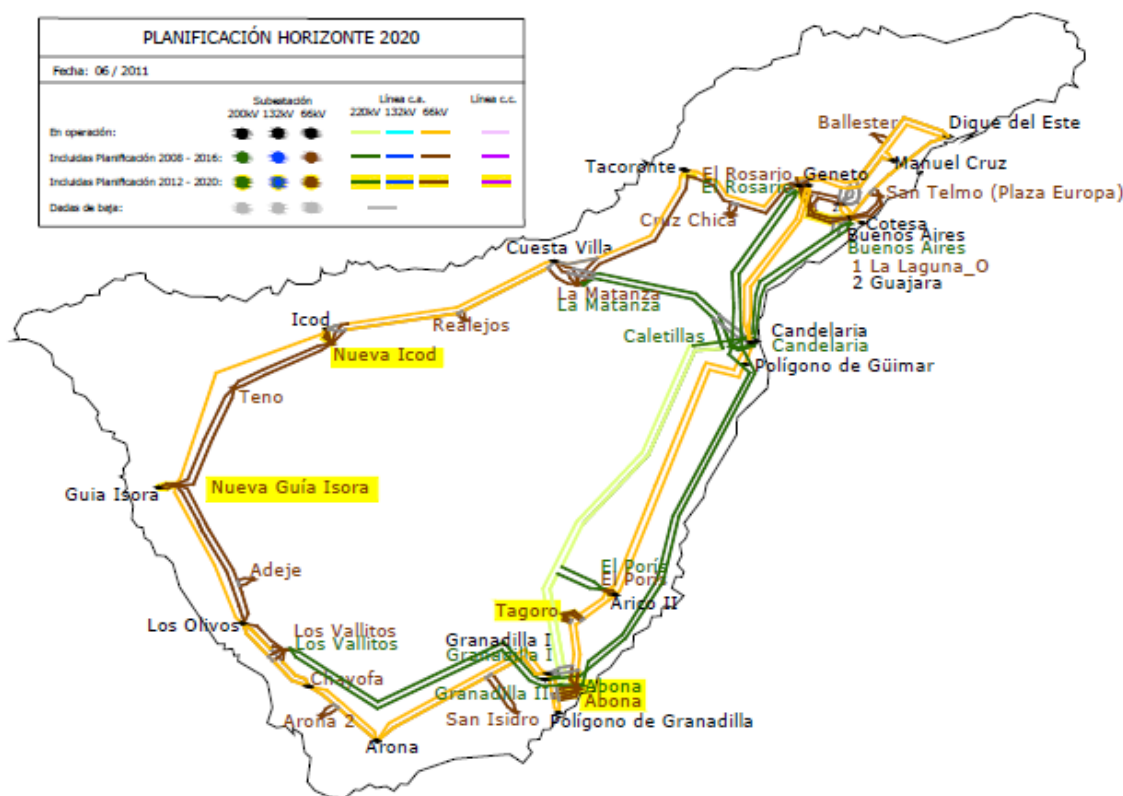 PLANIFICACIÓN HORIZONTE 2020
Fecha: 06 / 2011
Subestación Línea c.a. Línea c.c.
200kV 132kV 66kV 220kV 132kV 66kV
En operación:
Incluidas Planificación 2008 - 2016:
Incluidas Planificación 2012 - 2020:
Dadas de baja:
Ballester
Dique del Este
Manuel Cruz
Tacoronte
El Rosario
Geneto
El Rosario
San Telmo (Plaza Europa)
Cruz Chica
Cotesa
Buenos Aires
Buenos Aires
Cuesta Villa
1 La Laguna_O
2 Guajara
La Matanza
La Matanza
Realejos
Icod
Nueva Icod
Caletillas
Candelaria
Candelaria
Polígono de Güimar
Teno
Guia Isora
Nueva Guía Isora
Adeje
El Porís
El Porís
Arico II
Tagoro
Los Olivos
Los Vallitos
Los Vallitos
Granadilla I
Granadilla I
Chayofa
Granadilla II
Abona
Abona
Arona 2
San Isidro
Polígono de Granadilla
Arona